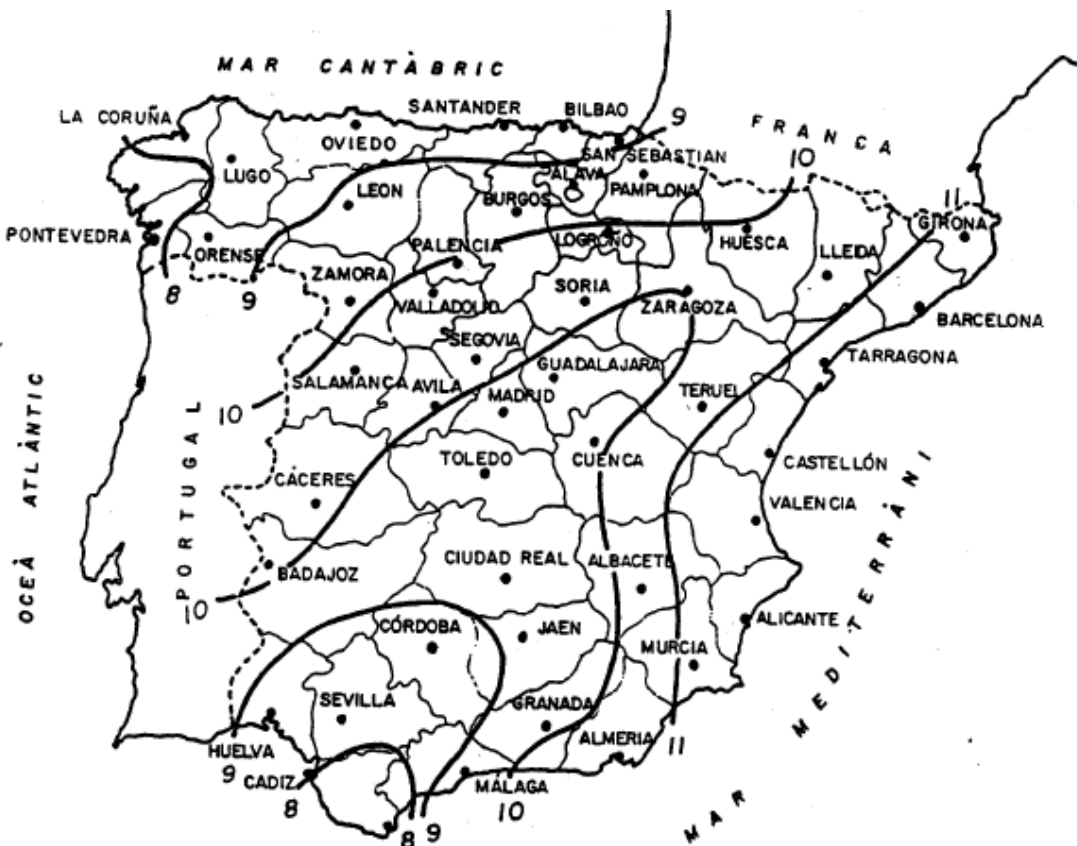 MAR CANTÀBRIC
LA CORUÑA
OVIEDO
SANTANDER
BILBAO
9
FRANCA
LUGO
SAN SEBASTIAN
10
ALAVA
PAMPLONA
LEON
BURGOS
11
GIRONA
PONTEVEDRA
ORENSE
PALENCIA
LOGROÑO
HUESCA
LLEIDA
8
9
ZAMORA
VALLADOLID
SORIA
ZARAGOZA
BARCELONA
SEGOVIA
TARRAGONA
SALAMANCA
AVILA
MADRID
GUADALAJARA
TERUEL
10
PORTUGAL
OCEÀ ATLÀNTIC
CÁCERES
TOLEDO
CUENCA
CASTELLÓN
VALENCIA
MAR MEDITERRÀNI
BADAJOZ
CIUDAD REAL
ALBACETE
10
ALICANTE
CÓRDOBA
JAEN
MURCIA
SEVILLA
GRANADA
HUELVA
ALMERIA
11
9
CADIZ
MÁLAGA
8
10
8
9